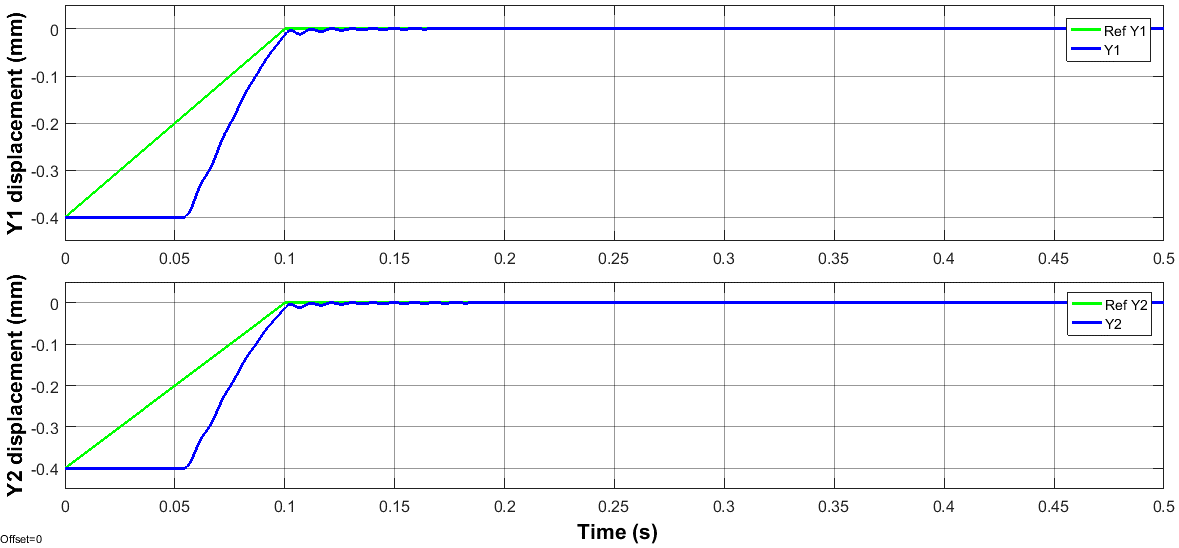 Y1 displacement (mm)
0
-0.1
-0.2
-0.3
-0.4
Ref Y1
Y1
0 0.05 0.1 0.15 0.2 0.25 0.3 0.35 0.4 0.45 0.5
Y2 displacement (mm)
0
-0.1
-0.2
-0.3
-0.4
Ref Y2
Y2
0 0.05 0.1 0.15 0.2 0.25 0.3 0.35 0.4 0.45 0.5
Time (s)
Offset=0